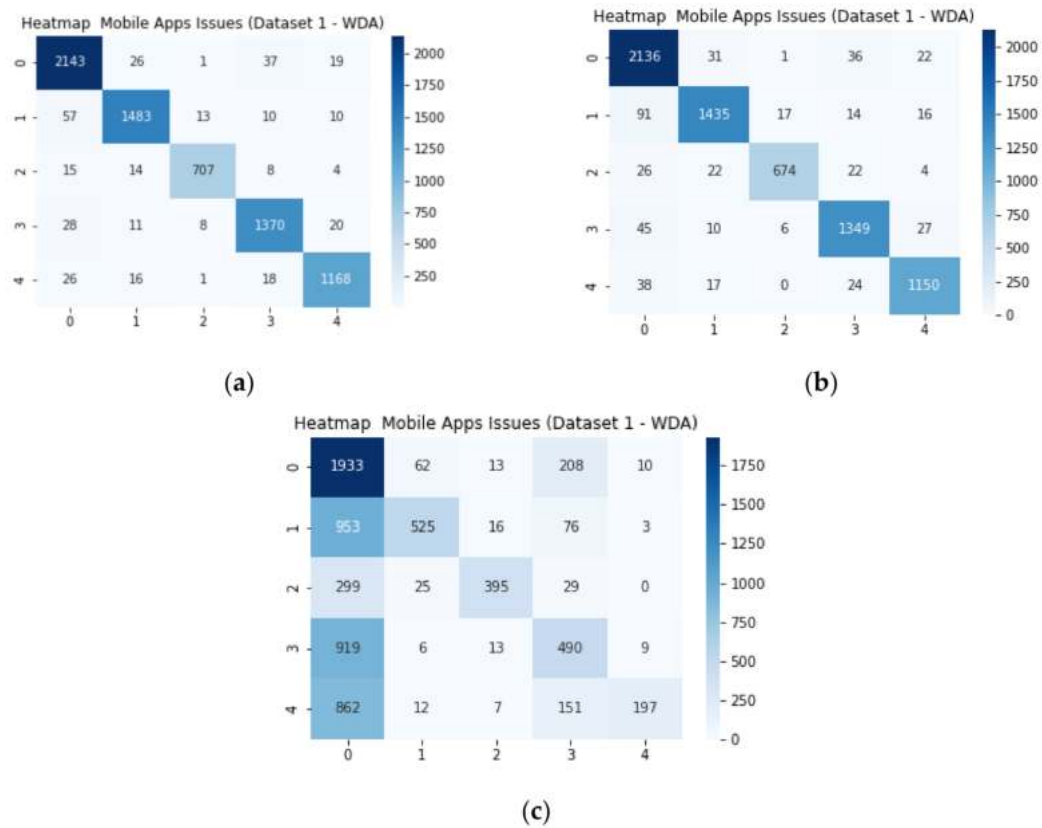 Heatmap Mobile Apps Issues (Dataset 1 - WDA)
0 2143 26 1 37 19
1 57 1483 13 10 10
2 15 14 707 8 4
3 28 11 8 1370 20
4 26 16 1 18 1168
0 1 2 3 4
2000
1750
1500
1250
1000
750
500
250
(a)
Heatmap Mobile Apps Issues (Dataset 1 - WDA)
0 2136 31 1 36 22
1 91 1435 17 14 16
2 26 22 674 22 4
3 45 10 6 1349 27
4 38 17 0 24 1150
0 1 2 3 4
2000
1750
1500
1250
1000
750
500
250
0
(b)
Heatmap Mobile Apps Issues (Dataset 1 - WDA)
0 1933 62 13 208 10
1 953 525 16 76 3
2 299 25 395 29 0
3 919 6 13 490 9
4 862 12 7 151 197
0 1 2 3 4
1750
1500
1250
1000
750
500
250
0
(c)